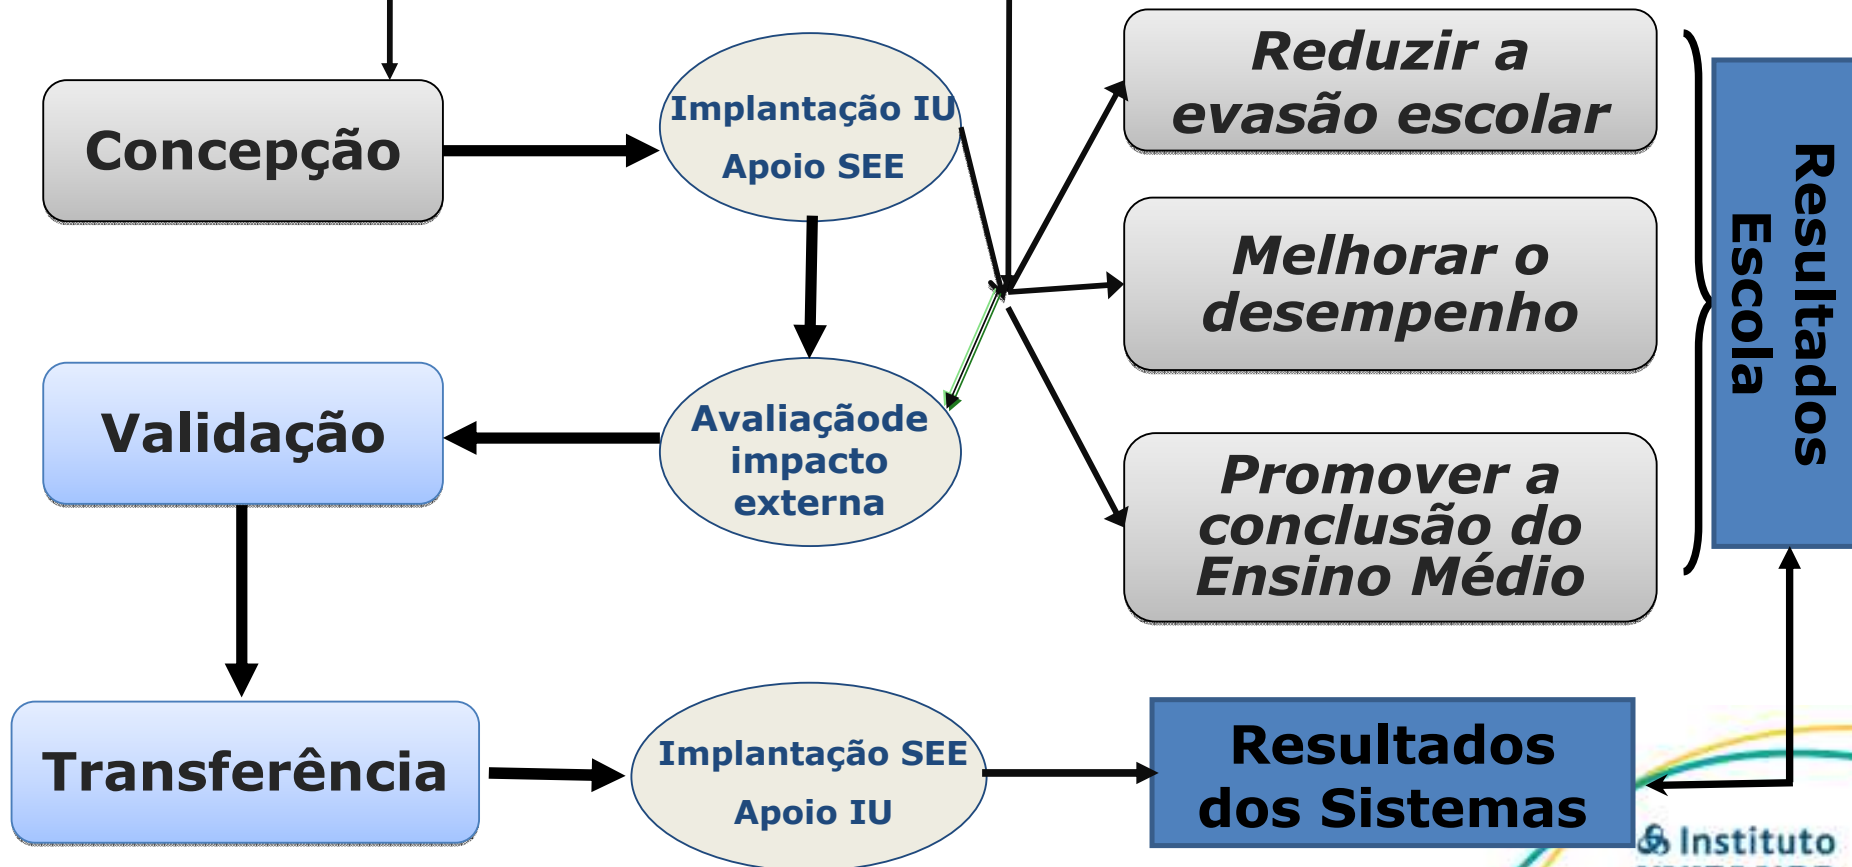 Concepção
Implantação IU
Apoio SEE
Reduzir a
evasão escolar
Melhorar o
desempenho
Promover a
conclusão do
Ensino Médio
Resultados
Escola
Validação
Avaliaçãode
impacto
externa
Transferência
Implantação SEE
Apoio IU
Resultados
dos Sistemas
Instituto